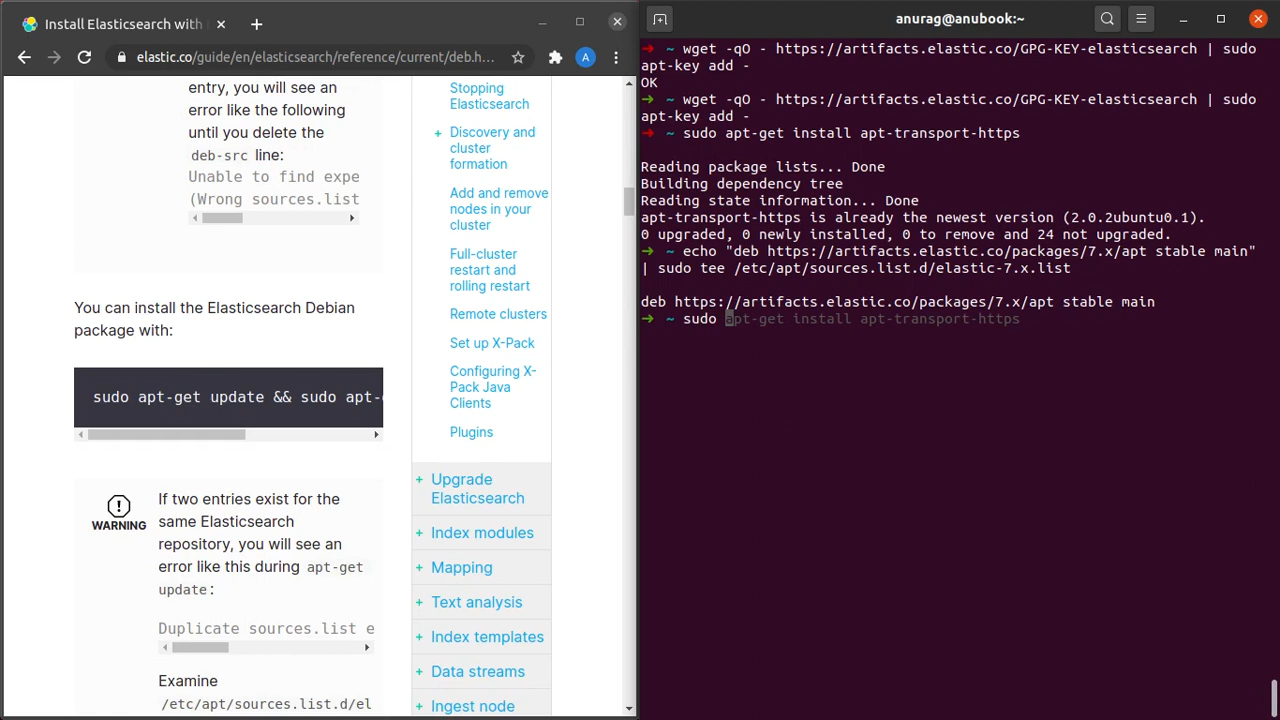 Install Elasticsearch with
elastic.co/guide/en/elasticsearch/reference/current/deb.h...
A
entry, you will see an
error like the following
until you delete the
deb-src line:
Unable to find expe
(Wrong sources.list
You can install the Elasticsearch Debian
package with:
sudo apt-get update && sudo apt-
WARNING
If two entries exist for the
same Elasticsearch
repository, you will see an
error like this during apt-get
update:
Duplicate sources.list e
Examine
/etc/apt/sources.list.d/el
Stopping
Elasticsearch
+ Discovery and
cluster
formation
Add and remove
nodes in your
cluster
Full-cluster
restart and
rolling restart
Remote clusters
Set up X-Pack
Configuring X-
Pack Java
Clients
Plugins
+ Upgrade
Elasticsearch
+ Index modules
+ Mapping
+ Text analysis
+ Index templates
+ Data streams
+ Ingest node
anurag@anubook:~
➜ ~ wget -qO - https://artifacts.elastic.co/GPG-KEY-elasticsearch | sudo
apt-key add -
OK
➜ ~ wget -qO - https://artifacts.elastic.co/GPG-KEY-elasticsearch | sudo
apt-key add -
➜ ~ sudo apt-get install apt-transport-https
Reading package lists... Done
Building dependency tree
Reading state information... Done
apt-transport-https is already the newest version (2.0.2ubuntu0.1).
0 upgraded, 0 newly installed, 0 to remove and 24 not upgraded.
➜ ~ echo "deb https://artifacts.elastic.co/packages/7.x/apt stable main"
| sudo tee /etc/apt/sources.list.d/elastic-7.x.list
deb https://artifacts.elastic.co/packages/7.x/apt stable main
➜ ~ sudo apt-get install apt-transport-https